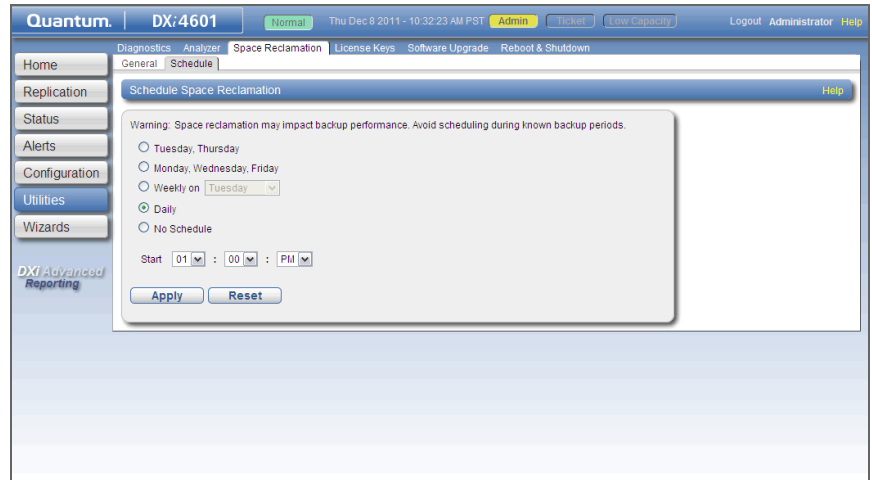 Quantum. DXi4601 Normal Thu Dec 8 2011 - 10:32:23 AM PST Admin Ticket Low Capacity Logout Administrator Help
Diagnostics Analyzer Space Reclamation License Keys Software Upgrade Reboot & Shutdown
General Schedule
Home
Replication
Status
Alerts
Configuration
Utilities
Wizards
DXi Advanced
Reporting
Schedule Space Reclamation Help
Warning: Space reclamation may impact backup performance. Avoid scheduling during known backup periods.
Tuesday, Thursday
Monday, Wednesday, Friday
Weekly on Tuesday
Daily
No Schedule
Start 01 : 00 : PM
Apply Reset